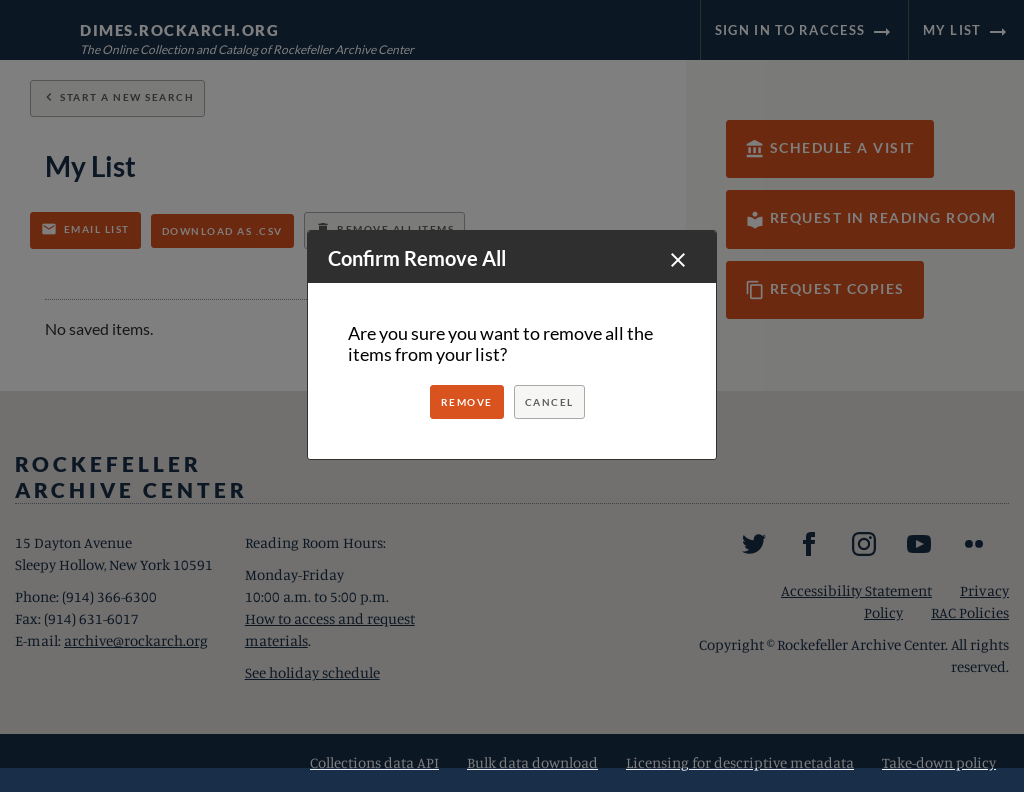 DIMES.ROCKARCH.ORG
The Online Collection and Catalog of Rockefeller Archive Center
SIGN IN TO RACCESS
MY LIST
START A NEW SEARCH
My List
EMAIL LIST
DOWNLOAD AS .CSV
REMOVE ALL ITEMS
No saved items.
SCHEDULE A VISIT
REQUEST IN READING ROOM
REQUEST COPIES
Confirm Remove All
Are you sure you want to remove all the
items from your list?
REMOVE
CANCEL
ROCKEFELLER
ARCHIVE CENTER
15 Dayton Avenue
Sleepy Hollow, New York 10591
Phone: (914) 366-6300
Fax: (914) 631-6017
E-mail: archive@rockarch.org
Reading Room Hours:
Monday-Friday
10:00 a.m. to 5:00 p.m.
How to access and request
materials.
See holiday schedule
Accessibility Statement Privacy
Policy RAC Policies
Copyright © Rockefeller Archive Center. All rights
reserved.
Collections data API
Bulk data download
Licensing for descriptive metadata
Take-down policy